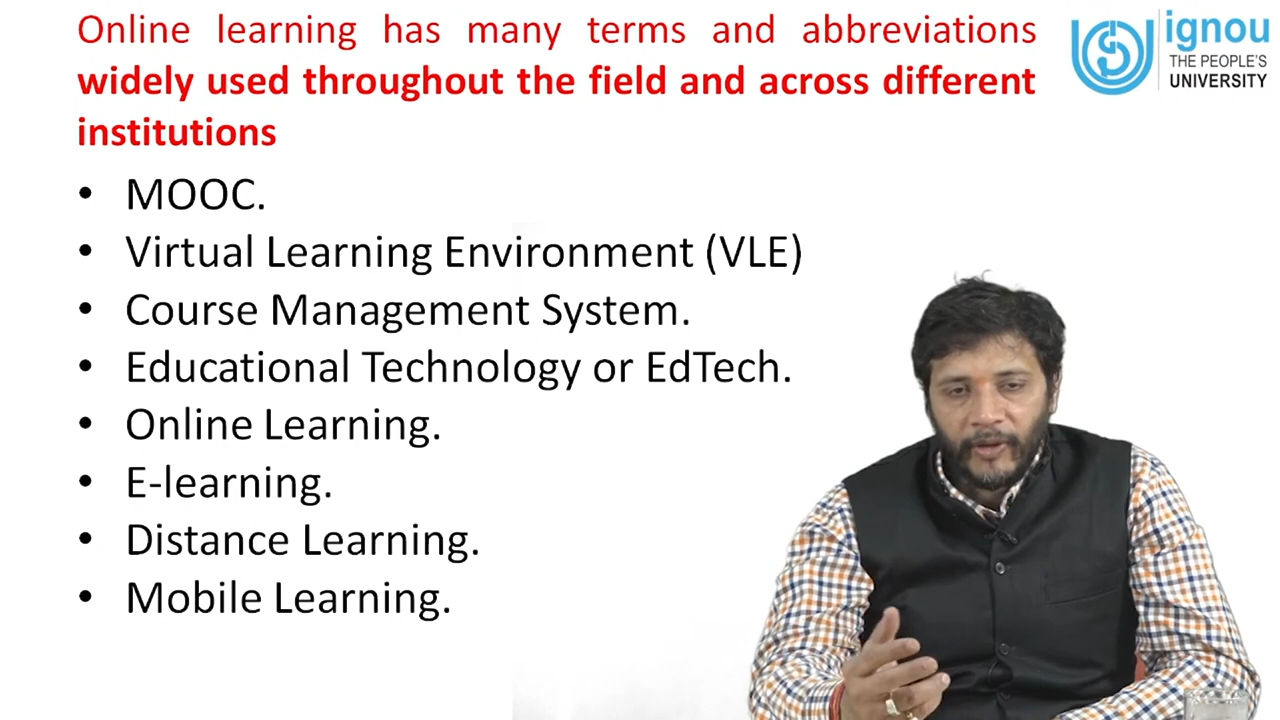 Online learning has many terms and abbreviations
widely used throughout the field and across different
institutions
ignou
THE PEOPLE'S
UNIVERSITY
• MOOC.
• Virtual Learning Environment (VLE)
• Course Management System.
• Educational Technology or EdTech.
• Online Learning.
• E-learning.
• Distance Learning.
• Mobile Learning.